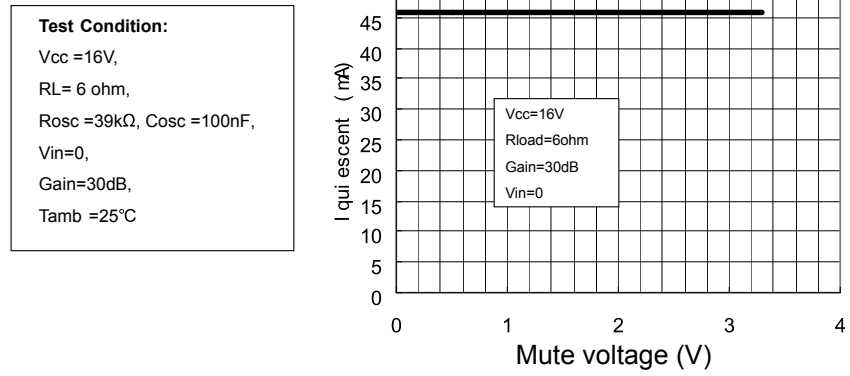 Test Condition:
Vcc =16V,
RL= 6 ohm,
Rosc =39kΩ, Cosc =100nF,
Vin=0,
Gain=30dB,
Tamb =25℃
I qui escent ( mA)
45
40
35
30
25
20
15
10
5
0
Vcc=16V
Rload=6ohm
Gain=30dB
Vin=0
0 1 2 3 4
Mute voltage (V)